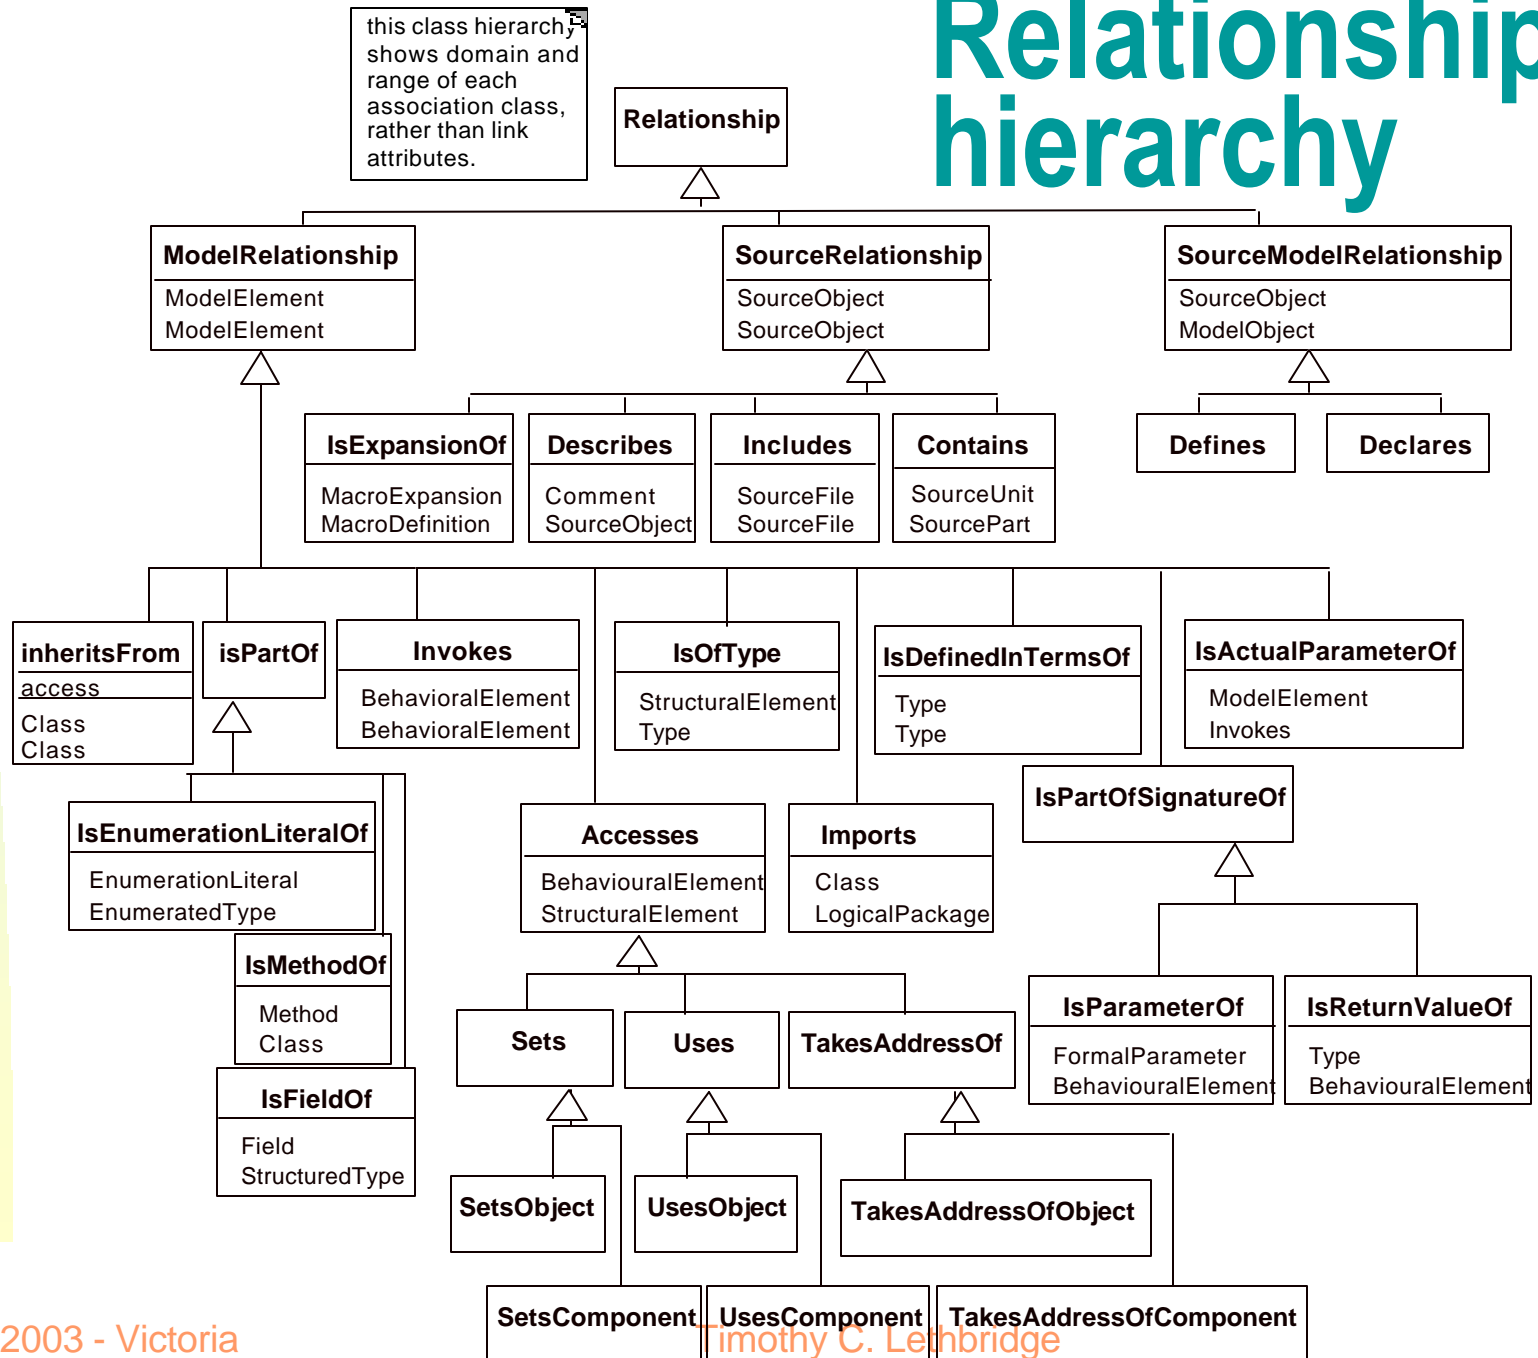 Relationship
hierarchy
this class hierarchy
shows domain and
range of each
association class,
rather than link
attributes.
Relationship
ModelRelationship
ModelElement
ModelElement
SourceRelationship
SourceObject
SourceObject
SourceModelRelationship
SourceObject
ModelObject
IsExpansionOf
MacroExpansion
MacroDefinition
Describes
Comment
SourceObject
Includes
SourceFile
SourceFile
Contains
SourceUnit
SourcePart
Defines
Declares
inheritsFrom
access
Class
Class
isPartOf
Invokes
BehavioralElement
BehavioralElement
IsOfType
StructuralElement
Type
IsDefinedInTermsOf
Type
Type
IsActualParameterOf
ModelElement
Invokes
IsPartOfSignatureOf
IsEnumerationLiteralOf
EnumerationLiteral
EnumeratedType
Accesses
BehaviouralElement
StructuralElement
Imports
Class
LogicalPackage
IsMethodOf
Method
Class
IsFieldOf
Field
StructuredType
Sets
Uses
TakesAddressOf
IsParameterOf
FormalParameter
BehaviouralElement
IsReturnValueOf
Type
BehaviouralElement
SetsObject
UsesObject
TakesAddressOfObject
SetsComponent
UsesComponent
TakesAddressOfComponent
2003 - Victoria
Timothy C. Lethbridge